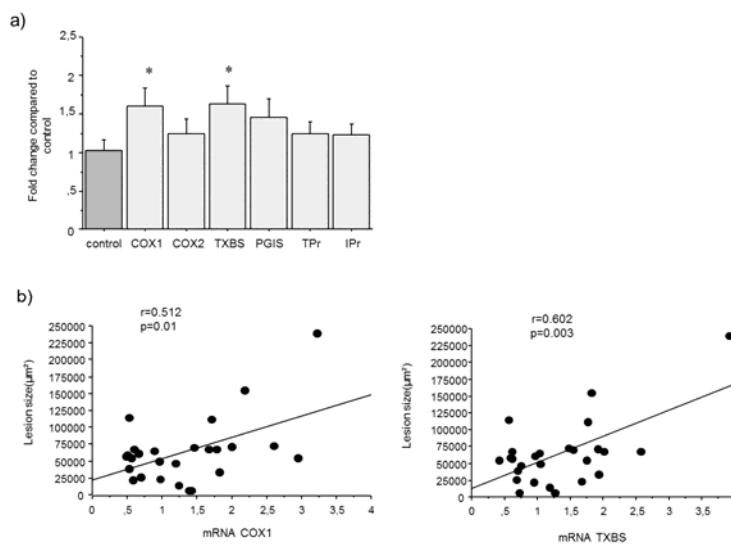 a)
Fold change compared to
control
2,5
2
1,5
1
,5
0
*
*
control COX1 COX2 TXBS PGIS TPr IPr
b)
r=0.512
p=0.01
Lesion size(µm²)
250000
225000
200000
175000
150000
125000
100000
75000
50000
25000
0
0 ,5 1 1,5 2 2,5 3 3,5 4
mRNA COX1
r=0.602
p=0.003
Lesion size(µm²)
250000
225000
200000
175000
150000
125000
100000
75000
50000
25000
0
0 ,5 1 1,5 2 2,5 3 3,5
mRNA TXBS